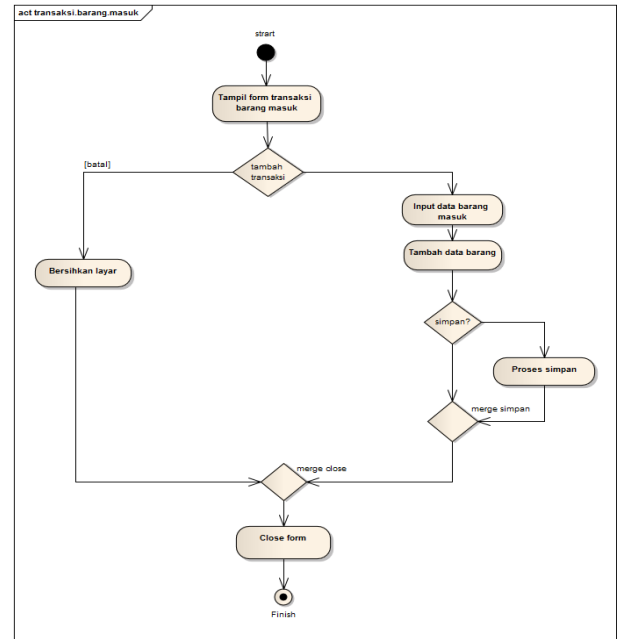 act transaksi.barang.masuk
strart
Tampil form transaksi
barang masuk
[batal]
tambah
transaksi
Input data barang
masuk
Tambah data barang
Bersihkan layar
simpan?
Proses simpan
merge simpan
merge close
Close form
Finish